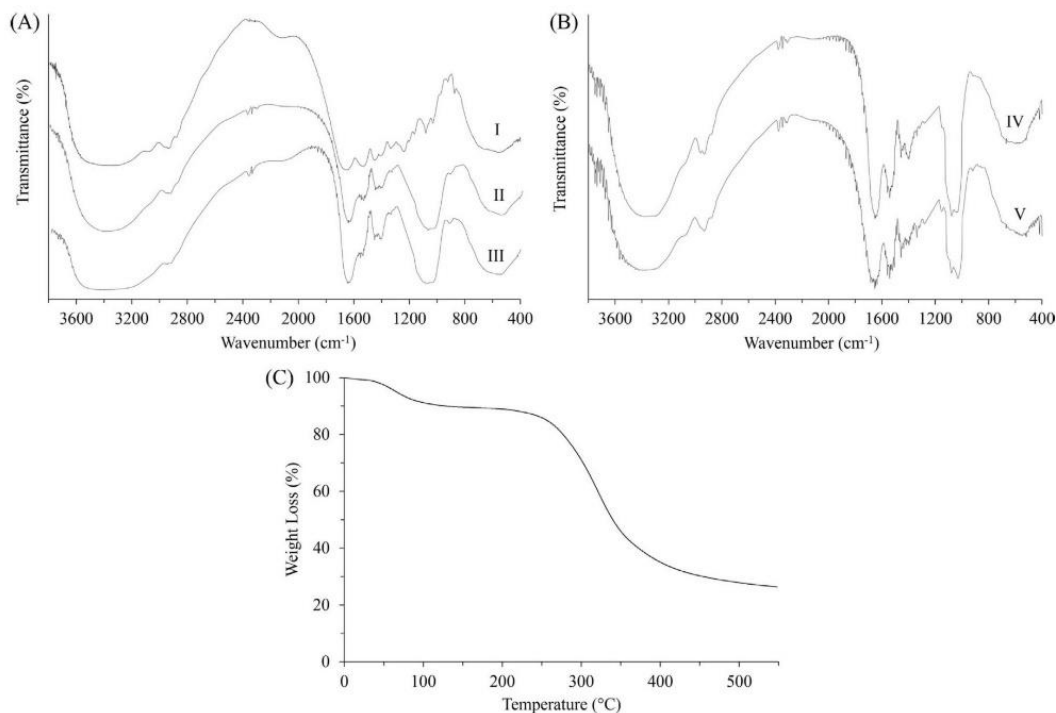 (A)
Transmittance (%)
I
II
III
3600 3200 2800 2400 2000 1600 1200 800 400
Wavenumber (cm⁻¹)
(B)
Transmittance (%)
IV
V
3600 3200 2800 2400 2000 1600 1200 800 400
Wavenumber (cm⁻¹)
(C)
Weight Loss (%)
100
80
60
40
20
0
0 100 200 300 400 500
Temperature (°C)